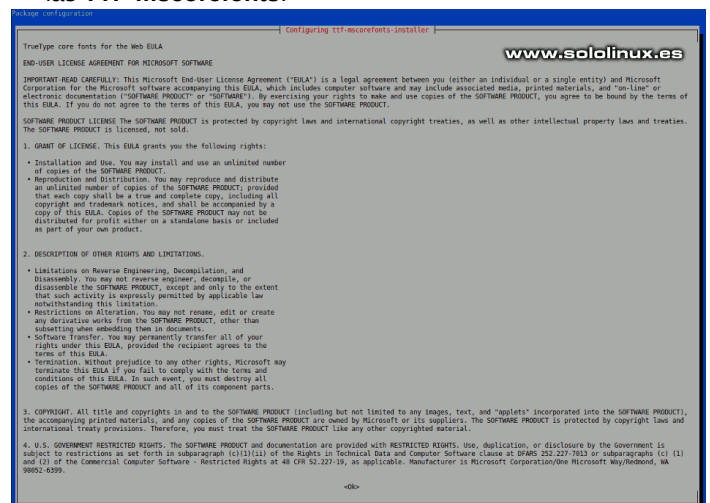 las TTF mscorefonts.
Package configuration
Configuring ttf-mscorefonts-installer
TrueType core fonts for the Web EULA
www.sololinux.es
END-USER LICENSE AGREEMENT FOR MICROSOFT SOFTWARE
IMPORTANT-READ CAREFULLY: This Microsoft End-User License Agreement ("EULA") is a legal agreement between you (either an individual or a single entity) and Microsoft
Corporation for the Microsoft software accompanying this EULA, which includes computer software and may include associated media, printed materials, and "on-line" or
electronic documentation ("SOFTWARE PRODUCT" or "SOFTWARE"). By exercising your rights to make and use copies of the SOFTWARE PRODUCT, you agree to be bound by the terms of
this EULA. If you do not agree to the terms of this EULA, you may not use the SOFTWARE PRODUCT.
SOFTWARE PRODUCT LICENSE The SOFTWARE PRODUCT is protected by copyright laws and international copyright treaties, as well as other intellectual property laws and treaties.
The SOFTWARE PRODUCT is licensed, not sold.
1. GRANT OF LICENSE. This EULA grants you the following rights:
• Installation and Use. You may install and use an unlimited number
of copies of the SOFTWARE PRODUCT.
• Reproduction and Distribution. You may reproduce and distribute
an unlimited number of copies of the SOFTWARE PRODUCT; provided
that each copy shall be a true and complete copy, including all
copyright and trademark notices, and shall be accompanied by a
copy of this EULA. Copies of the SOFTWARE PRODUCT may not be
distributed for profit either on a standalone basis or included
as part of your own product.
2. DESCRIPTION OF OTHER RIGHTS AND LIMITATIONS.
• Limitations on Reverse Engineering, Decompilation, and
Disassembly. You may not reverse engineer, decompile, or
disassemble the SOFTWARE PRODUCT, except and only to the extent
that such activity is expressly permitted by applicable law
notwithstanding this limitation.
• Restrictions on Alteration. You may not rename, edit or create
any derivative works from the SOFTWARE PRODUCT, other than
subsetting when embedding them in documents.
• Software Transfer. You may permanently transfer all of your
rights under this EULA, provided the recipient agrees to the
terms of this EULA.
• Termination. Without prejudice to any other rights, Microsoft may
terminate this EULA if you fail to comply with the terms and
conditions of this EULA. In such event, you must destroy all
copies of the SOFTWARE PRODUCT and all of its component parts.
3. COPYRIGHT. All title and copyrights in and to the SOFTWARE PRODUCT (including but not limited to any images, text, and "applets" incorporated into the SOFTWARE PRODUCT),
the accompanying printed materials, and any copies of the SOFTWARE PRODUCT are owned by Microsoft or its suppliers. The SOFTWARE PRODUCT is protected by copyright laws and
international treaty provisions. Therefore, you must treat the SOFTWARE PRODUCT like any other copyrighted material.
4. U.S. GOVERNMENT RESTRICTED RIGHTS. The SOFTWARE PRODUCT and documentation are provided with RESTRICTED RIGHTS. Use, duplication, or disclosure by the Government is
subject to restrictions as set forth in subparagraph (c)(1)(ii) of the Rights in Technical Data and Computer Software clause at DFARS 252.227-7013 or subparagraphs (c) (1)
and (2) of the Commercial Computer Software - Restricted Rights at 48 CFR 52.227-19, as applicable. Manufacturer is Microsoft Corporation/One Microsoft Way/Redmond, WA
98052-6399.
<Ok>